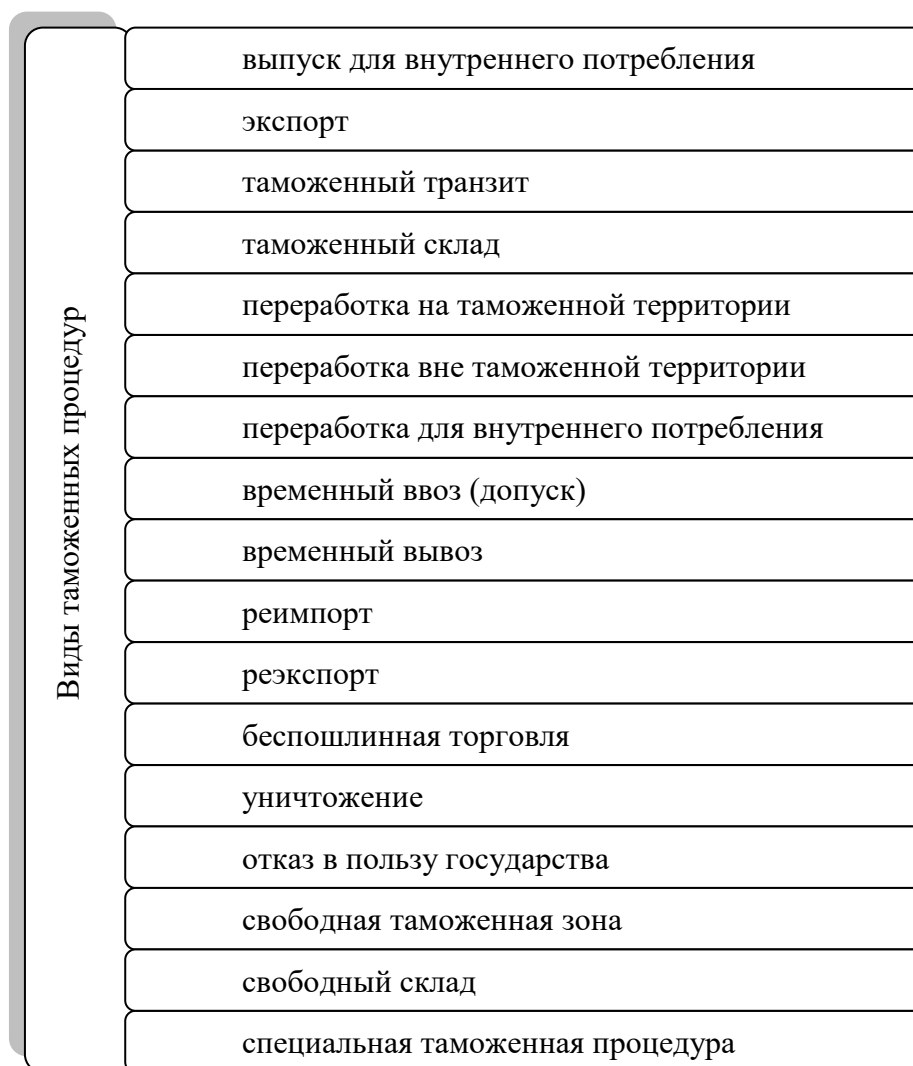 Виды таможенных процедур
выпуск для внутреннего потребления
экспорт
таможенный транзит
таможенный склад
переработка на таможенной территории
переработка вне таможенной территории
переработка для внутреннего потребления
временный ввоз (допуск)
временный вывоз
реимпорт
реэкспорт
беспошлинная торговля
уничтожение
отказ в пользу государства
свободная таможенная зона
свободный склад
специальная таможенная процедура